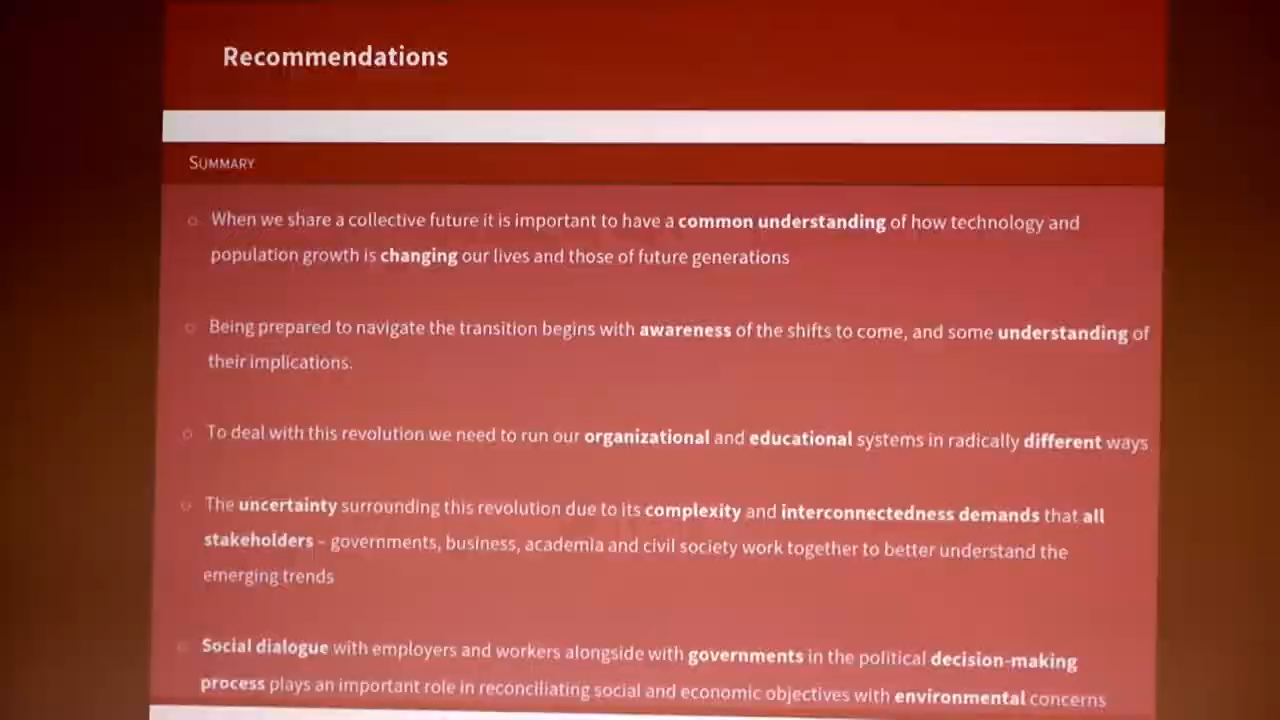 Recommendations
SUMMARY
○ When we share a collective future it is important to have a common understanding of how technology and
population growth is changing our lives and those of future generations
○ Being prepared to navigate the transition begins with awareness of the shifts to come, and some understanding of
their implications.
○ To deal with this revolution we need to run our organizational and educational systems in radically different ways
○ The uncertainty surrounding this revolution due to its complexity and interconnectedness demands that all
stakeholders – governments, business, academia and civil society work together to better understand the
emerging trends
○ Social dialogue with employers and workers alongside with governments in the political decision-making
process plays an important role in reconciliating social and economic objectives with environmental concerns